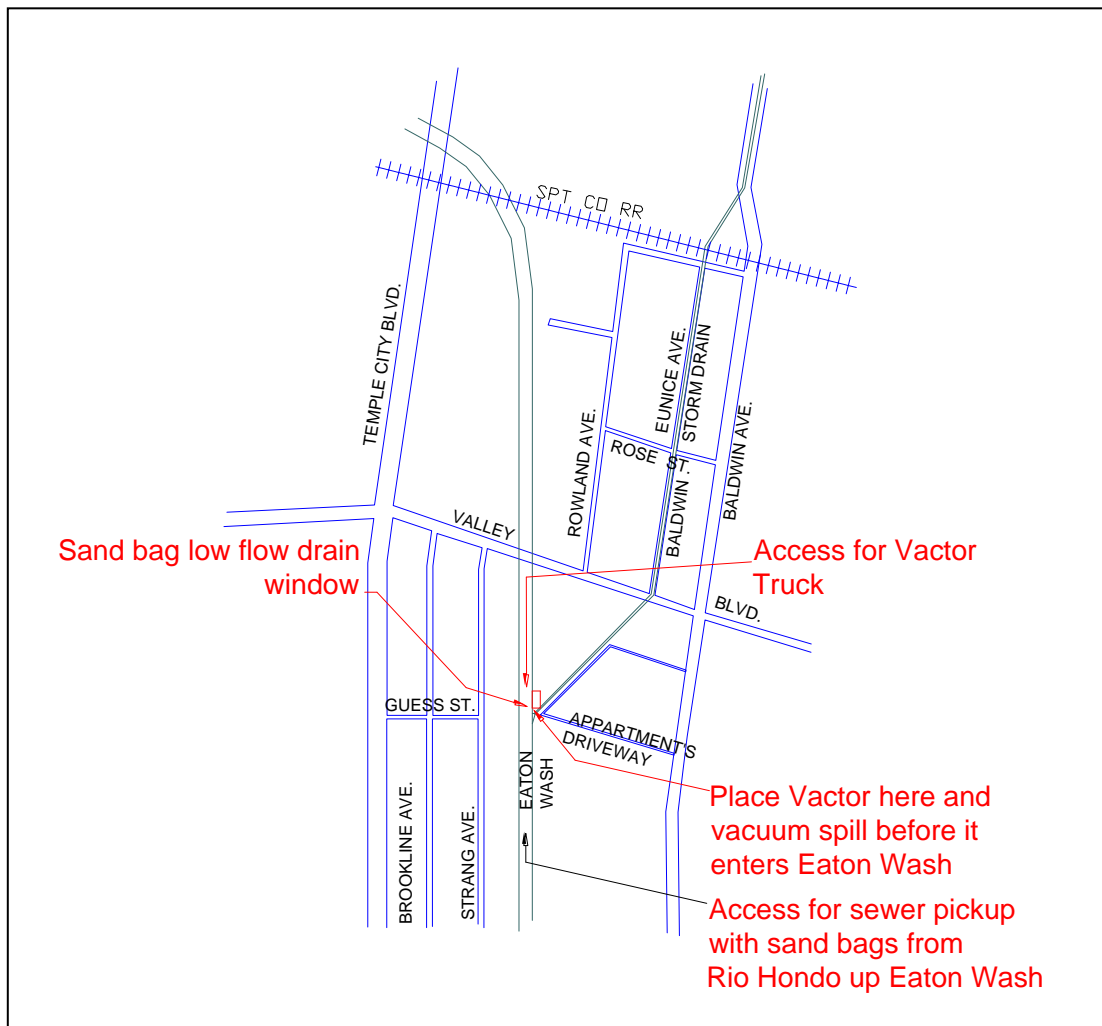 SPT CO RR
TEMPLE CITY BLVD.
EUNICE AVE.
STORM DRAIN
ROWLAND AVE.
ROSE ST.
BALDWIN
BALDWIN AVE.
VALLEY
BLVD.
Sand bag low flow drain
window
Access for Vactor
Truck
GUESS ST.
APPARTMENTS
DRIVEWAY
EATON
WASH
BROOKLINE AVE.
STRANG AVE.
Place Vactor here and
vacuum spill before it
enters Eaton Wash
Access for sewer pickup
with sand bags from
Rio Hondo up Eaton Wash